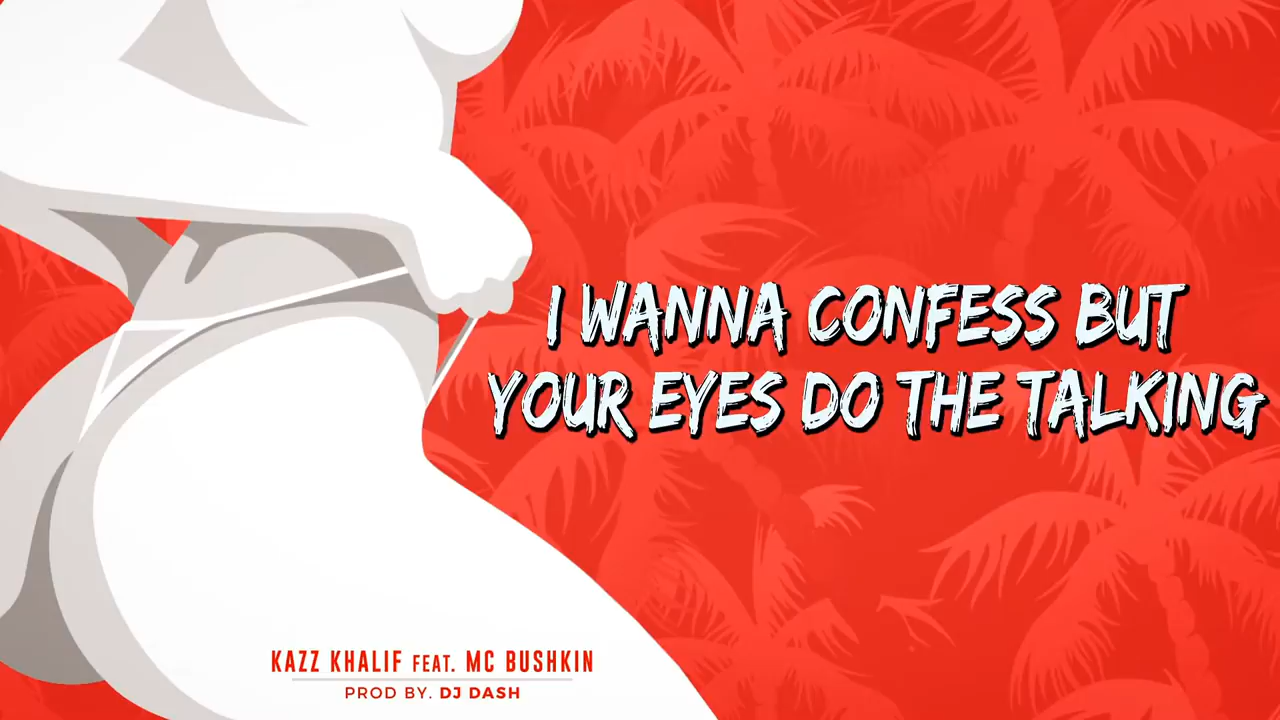 I WANNA CONFESS BUT
YOUR EYES DO THE TALKING
KAZZ KHALIF FEAT. MC BUSHKIN
PROD BY. DJ DASH